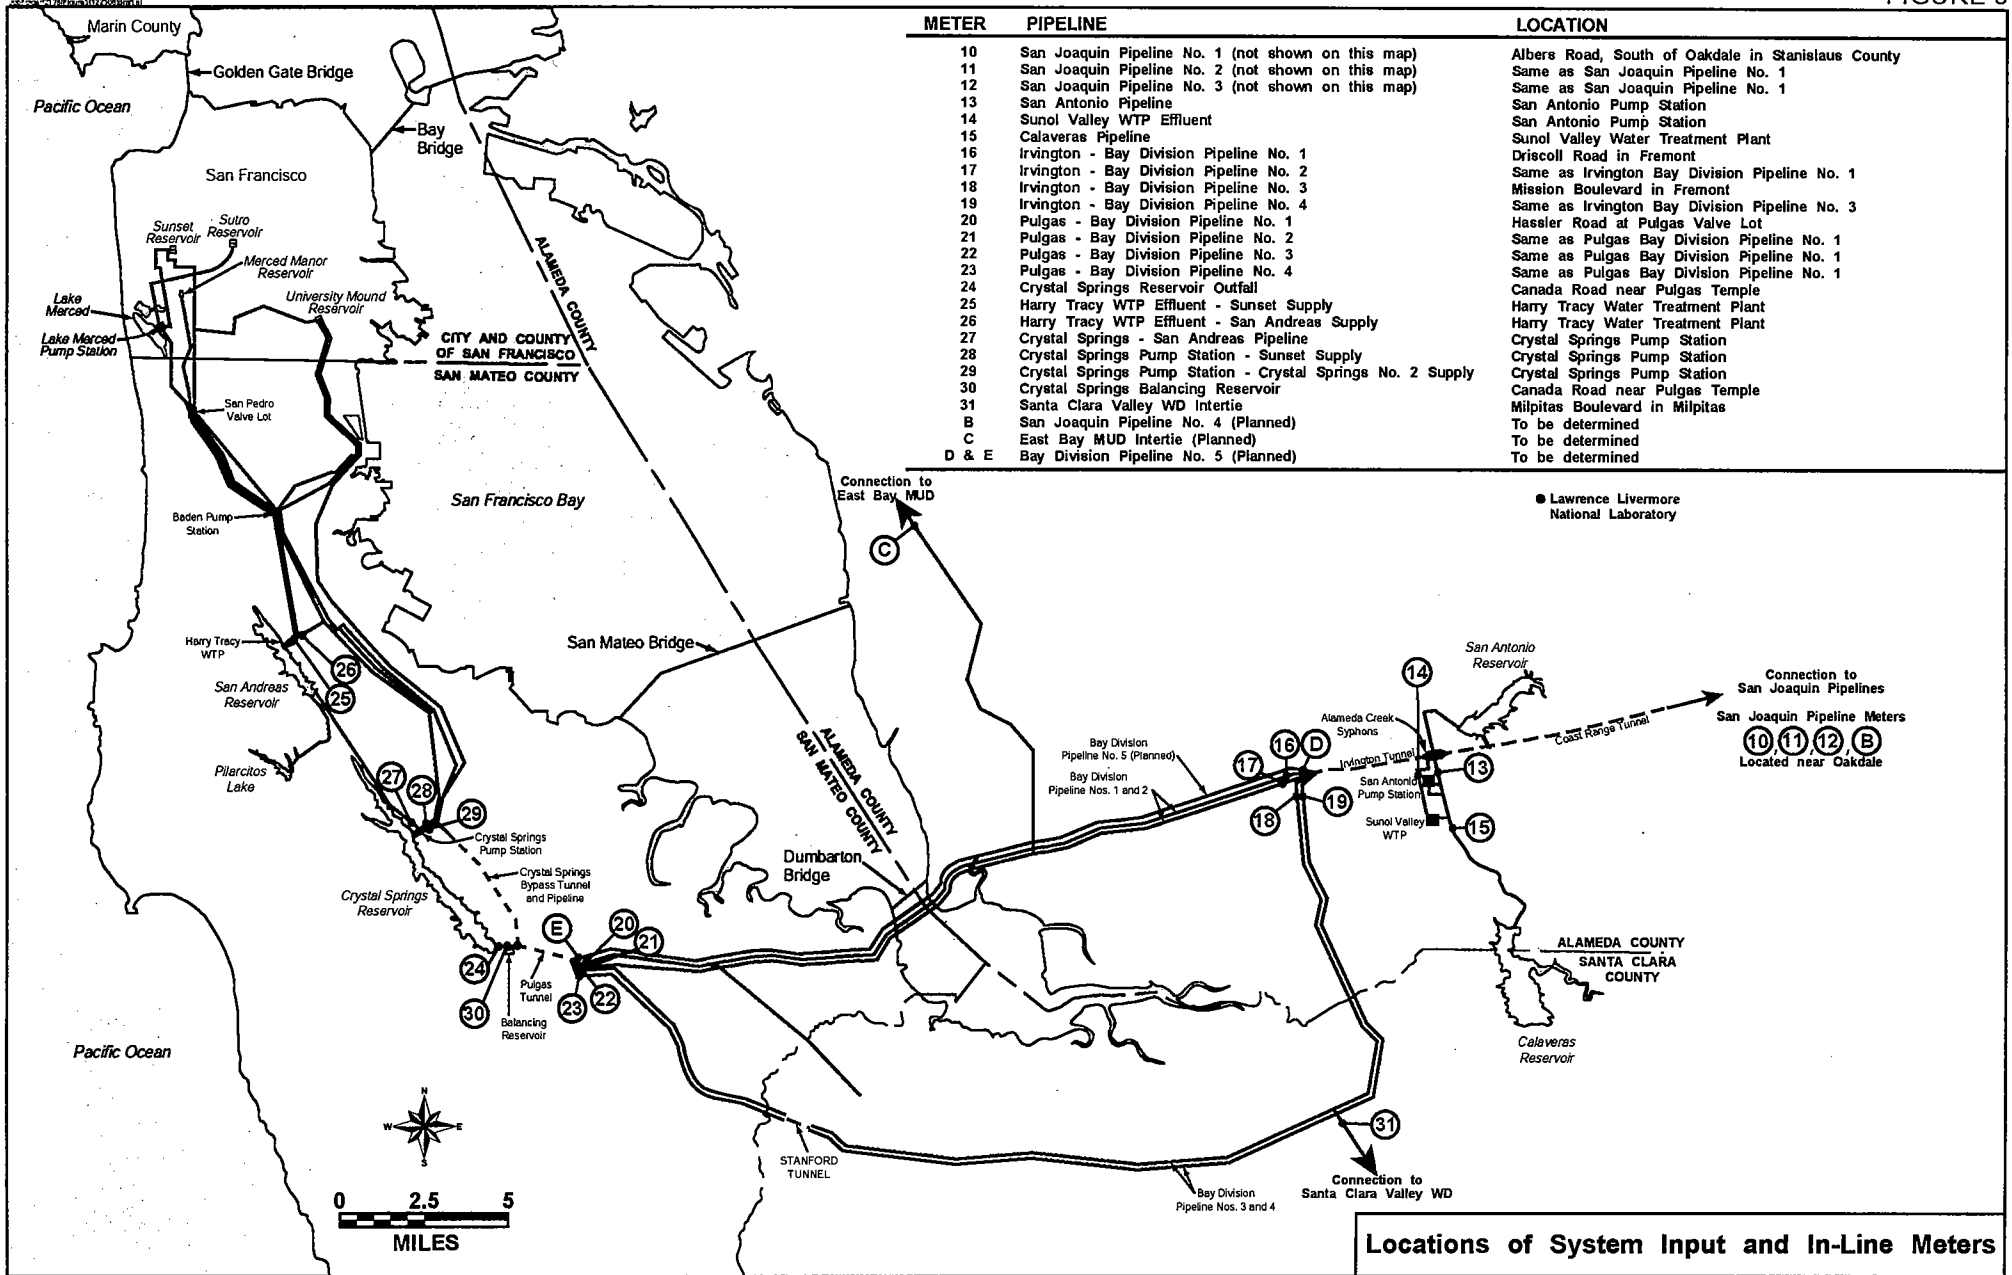 FIGURE 3
METER PIPELINE LOCATION
10 San Joaquin Pipeline No. 1 (not shown on this map) Albers Road, South of Oakdale in Stanislaus County
11 San Joaquin Pipeline No. 2 (not shown on this map) Same as San Joaquin Pipeline No. 1
12 San Joaquin Pipeline No. 3 (not shown on this map) Same as San Joaquin Pipeline No. 1
13 San Antonio Pipeline San Antonio Pump Station
14 Sunol Valley WTP Effluent San Antonio Pump Station
15 Calaveras Pipeline Sunol Valley Water Treatment Plant
16 Irvington - Bay Division Pipeline No. 1 Driscoll Road in Fremont
17 Irvington - Bay Division Pipeline No. 2 Same as Irvington Bay Division Pipeline No. 1
18 Irvington - Bay Division Pipeline No. 3 Mission Boulevard in Fremont
19 Irvington - Bay Division Pipeline No. 4 Same as Irvington Bay Division Pipeline No. 3
20 Pulgas - Bay Division Pipeline No. 1 Hassler Road at Pulgas Valve Lot
21 Pulgas - Bay Division Pipeline No. 2 Same as Pulgas Bay Division Pipeline No. 1
22 Pulgas - Bay Division Pipeline No. 3 Same as Pulgas Bay Division Pipeline No. 1
23 Pulgas - Bay Division Pipeline No. 4 Same as Pulgas Bay Division Pipeline No. 1
24 Crystal Springs Reservoir Outfall Canada Road near Pulgas Temple
25 Harry Tracy WTP Effluent - Sunset Supply Harry Tracy Water Treatment Plant
26 Harry Tracy WTP Effluent - San Andreas Supply Harry Tracy Water Treatment Plant
27 Crystal Springs - San Andreas Pipeline Crystal Springs Pump Station
28 Crystal Springs Pump Station - Sunset Supply Crystal Springs Pump Station
29 Crystal Springs Pump Station - Crystal Springs No. 2 Supply Crystal Springs Pump Station
30 Crystal Springs Balancing Reservoir Canada Road near Pulgas Temple
31 Santa Clara Valley WD Intertie Milpitas Boulevard in Milpitas
B San Joaquin Pipeline No. 4 (Planned) To be determined
C East Bay MUD Intertie (Planned) To be determined
D & E Bay Division Pipeline No. 5 (Planned) To be determined
Marin County
Golden Gate Bridge
Pacific Ocean
Bay
Bridge
San Francisco
Sunset
Reservoir
Sutro
Reservoir
Merced Manor
Reservoir
University Mound
Reservoir
Lake
Merced
Lake Merced
Pump Station
CITY AND COUNTY
OF SAN FRANCISCO
SAN MATEO COUNTY
ALAMEDA COUNTY
San Pedro
Valve Lot
San Francisco Bay
Baden Pump
Station
Connection to
East Bay MUD
C
Lawrence Livermore
National Laboratory
Harry Tracy
WTP
26
25
San Andreas
Reservoir
San Mateo Bridge
Pilarcitos
Lake
27
28
29
Crystal Springs
Pump Station
Crystal Springs
Bypass Tunnel
and Pipeline
Crystal Springs
Reservoir
ALAMEDA COUNTY
SAN MATEO COUNTY
Dumbarton
Bridge
Bay Division
Pipeline No. 5 (Planned)
Bay Division
Pipeline Nos. 1 and 2
16
D
17
18
19
Irvington Tunnel
Alameda Creek
Syphons
14
San Antonio
Reservoir
13
San Antonio
Pump Station
Sunol Valley
WTP
15
Coast Range Tunnel
Connection to
San Joaquin Pipelines
San Joaquin Pipeline Meters
10 , 11 , 12 , B
Located near Oakdale
E
20
21
24
30
Pulgas
Tunnel
23
22
Balancing
Reservoir
ALAMEDA COUNTY
SANTA CLARA
COUNTY
Calaveras
Reservoir
Pacific Ocean
N
W
E
S
STANFORD
TUNNEL
31
Connection to
Santa Clara Valley WD
Bay Division
Pipeline Nos. 3 and 4
0 2.5 5
MILES
Locations of System Input and In-Line Meters